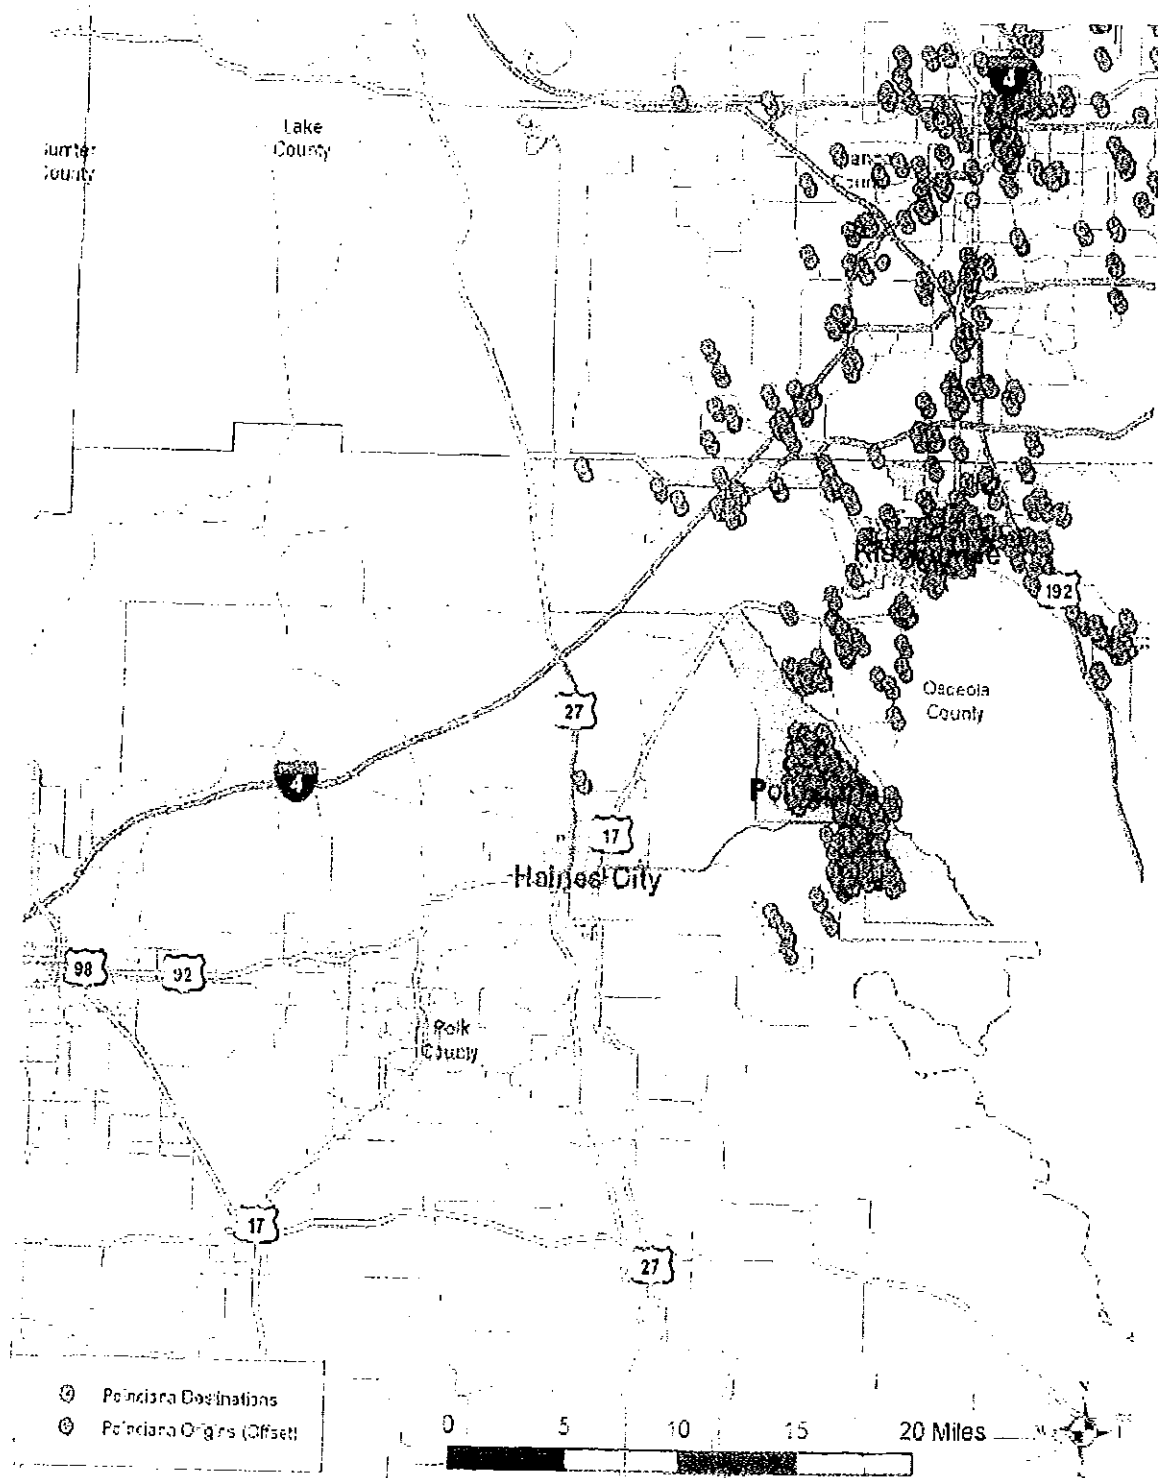 4
Lake
County
County
County
192
Osceola
County
27
4
17
Haines City
98
92
Polk
County
17
27
Poinciana Destinations
Poinciana Origins (Offset)
0 5 10 15 20 Miles